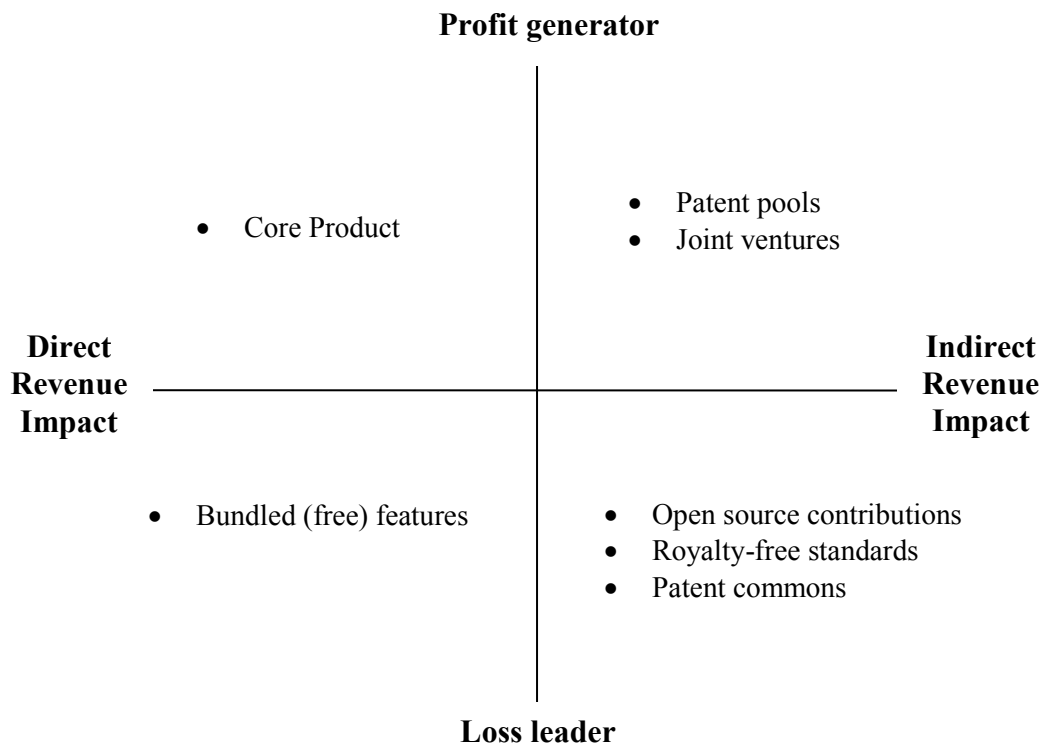 Profit generator
• Core Product
• Patent pools
• Joint ventures
Direct
Revenue
Impact
Indirect
Revenue
Impact
• Bundled (free) features
• Open source contributions
• Royalty-free standards
• Patent commons
Loss leader